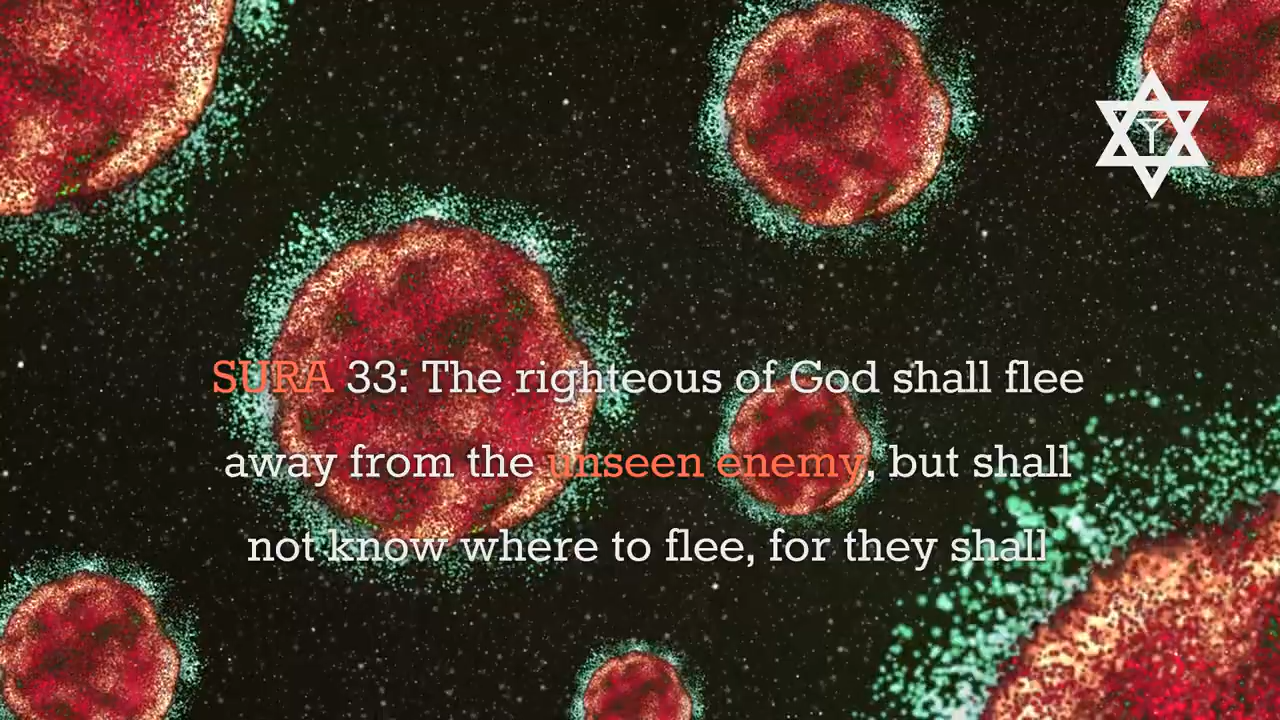 SURA 33: The righteous of God shall flee
away from the unseen enemy, but shall
not know where to flee, for they shall